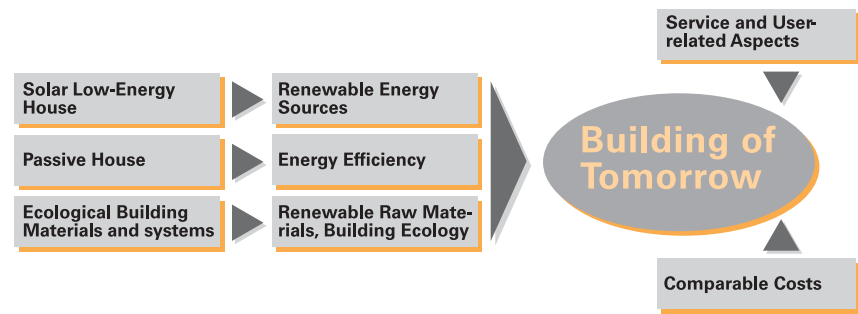 Service and User-
related Aspects
Solar Low-Energy
House
Renewable Energy
Sources
Passive House
Energy Efficiency
Building of
Tomorrow
Ecological Building
Materials and systems
Renewable Raw Mate-
rials, Building Ecology
Comparable Costs